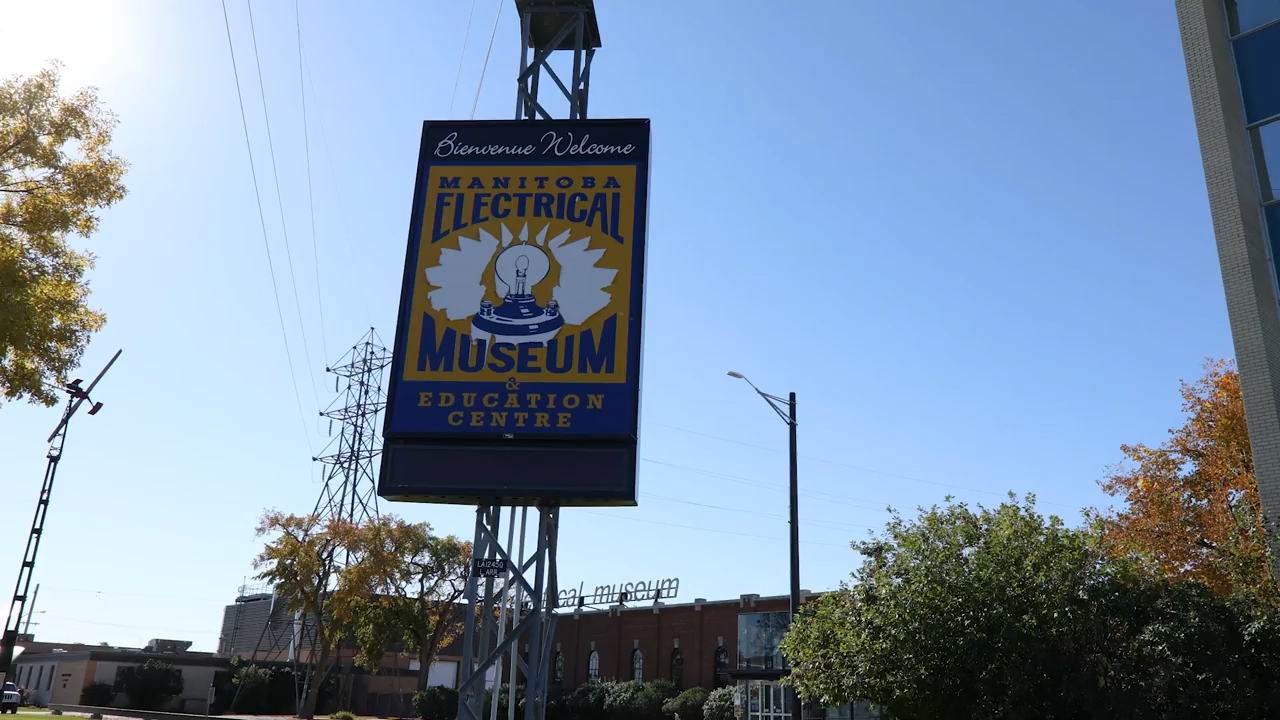 Bienvenue Welcome
MANITOBA
ELECTRICAL
MUSEUM
&
EDUCATION
CENTRE
LA12450
L ARR
cal museum